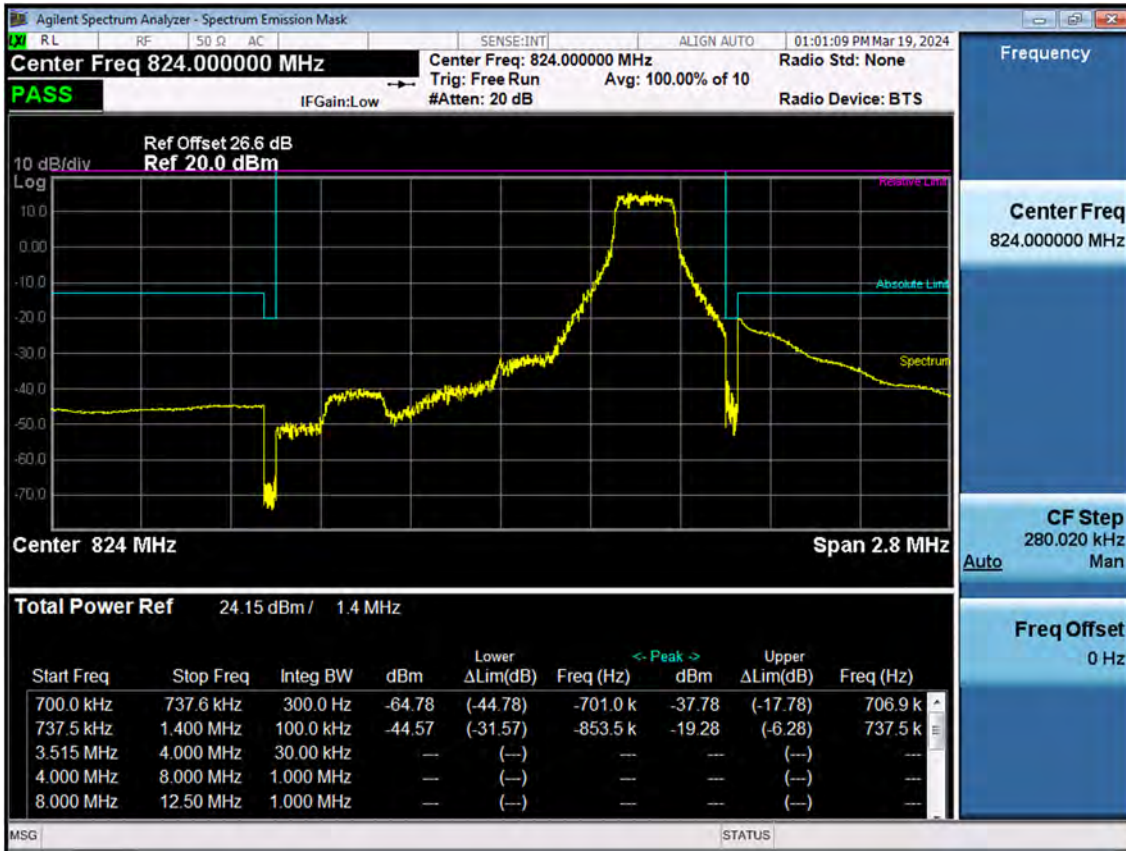 Agilent Spectrum Analyzer - Spectrum Emission Mask
LXI RL RF 50 Ω AC SENSE:INT ALIGN AUTO 01:01:09 PM Mar 19, 2024
Center Freq 824.000000 MHz
Center Freq: 824.000000 MHz
Radio Std: None
Trig: Free Run Avg: 100.00% of 10
PASS
IFGain:Low
#Atten: 20 dB
Radio Device: BTS
Ref Offset 26.6 dB
10 dB/div Ref 20.0 dBm
Log
Relative Limit
10.0
0.00
-10.0
Absolute Limit
-20.0
-30.0
Spectrum
-40.0
-50.0
-60.0
-70.0
Center 824 MHz Span 2.8 MHz
Total Power Ref 24.15 dBm / 1.4 MHz
Lower <- Peak -> Upper
Start Freq Stop Freq Integ BW dBm ΔLim(dB) Freq (Hz) dBm ΔLim(dB) Freq (Hz)
700.0 kHz 737.6 kHz 300.0 Hz -64.78 (-44.78) -701.0 k -37.78 (-17.78) 706.9 k
737.5 kHz 1.400 MHz 100.0 kHz -44.57 (-31.57) -853.5 k -19.28 (-6.28) 737.5 k
3.515 MHz 4.000 MHz 30.00 kHz --- (---) --- --- (---) ---
4.000 MHz 8.000 MHz 1.000 MHz --- (---) --- --- (---) ---
8.000 MHz 12.50 MHz 1.000 MHz --- (---) --- --- (---) ---
MSG STATUS
Frequency
Center Freq
824.000000 MHz
CF Step
280.020 kHz
Auto Man
Freq Offset
0 Hz